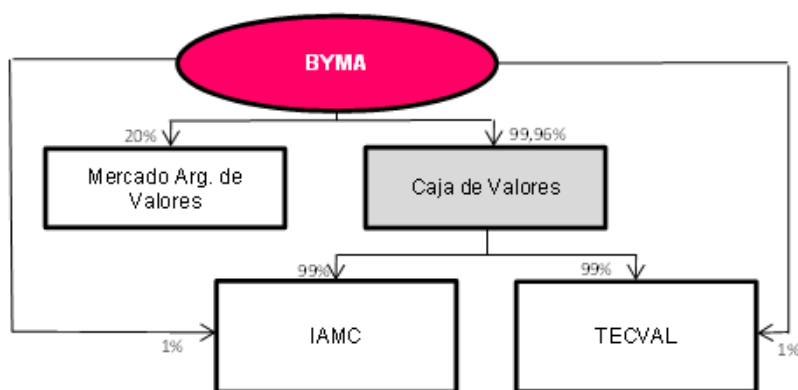 BYMA
20%
99,96%
Mercado Arg. de
Valores
Caja de Valores
99%
99%
IAMC
TECVAL
1%
1%